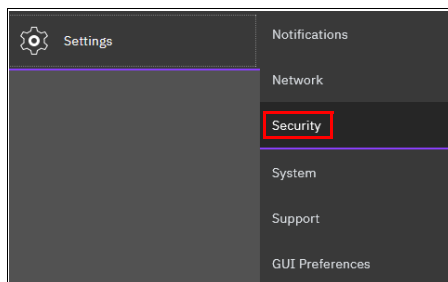 Settings
Notifications
Network
Security
System
Support
GUI Preferences